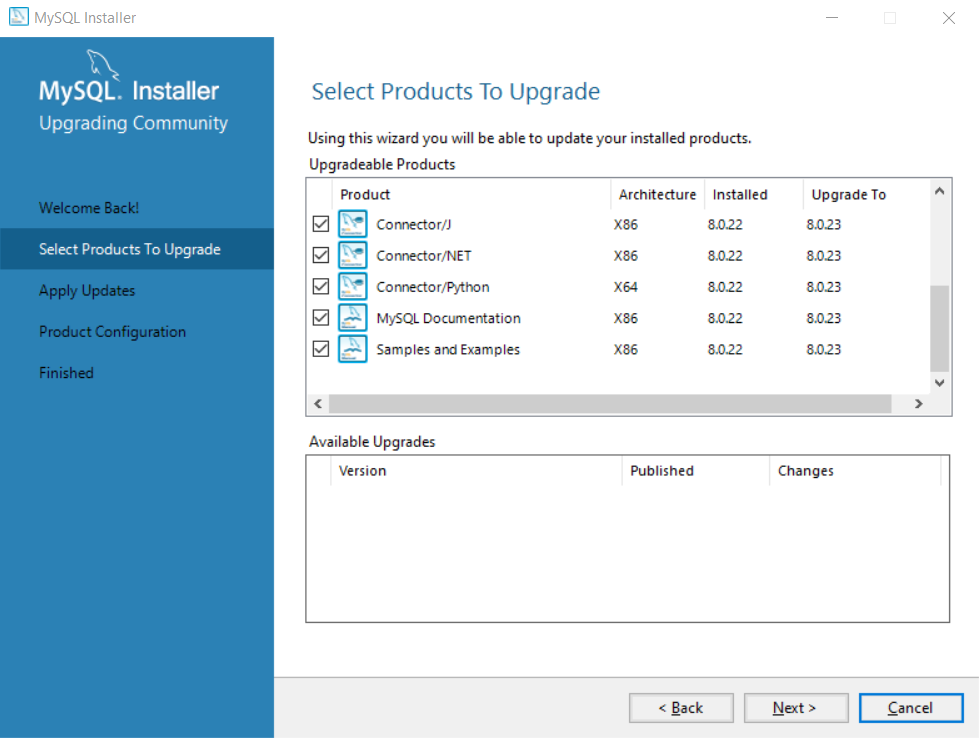 MySQL Installer
MySQL. Installer
Upgrading Community
Welcome Back!
Select Products To Upgrade
Apply Updates
Product Configuration
Finished
Select Products To Upgrade
Using this wizard you will be able to update your installed products.
Upgradeable Products
Product Architecture Installed Upgrade To
Connector/J X86 8.0.22 8.0.23
Connector/NET X86 8.0.22 8.0.23
Connector/Python X64 8.0.22 8.0.23
MySQL Documentation X86 8.0.22 8.0.23
Samples and Examples X86 8.0.22 8.0.23
Available Upgrades
Version Published Changes
< Back Next > Cancel